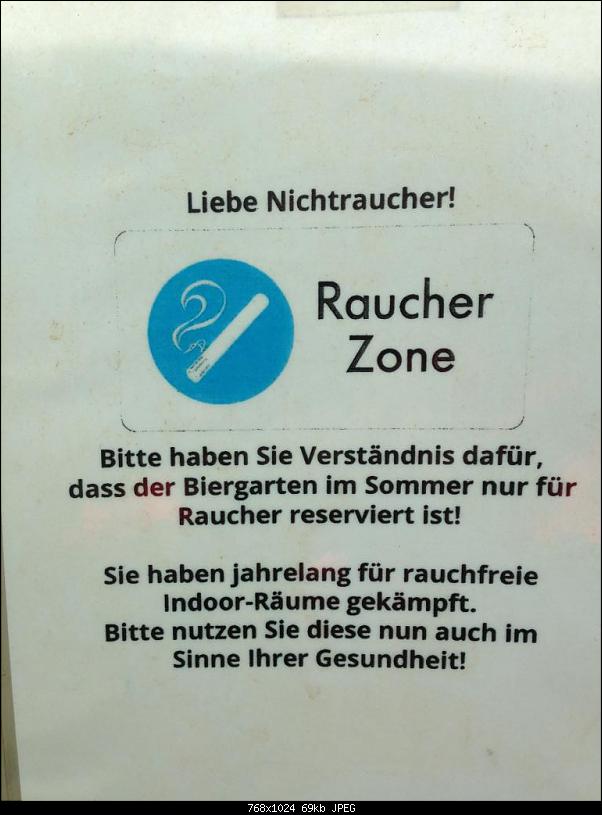 Liebe Nichtraucher!
Raucher
Zone
Bitte haben Sie Verständnis dafür,
dass der Biergarten im Sommer nur für
Raucher reserviert ist!
Sie haben jahrelang für rauchfreie
Indoor-Räume gekämpft.
Bitte nutzen Sie diese nun auch im
Sinne Ihrer Gesundheit!
768x1024 69kb JPEG